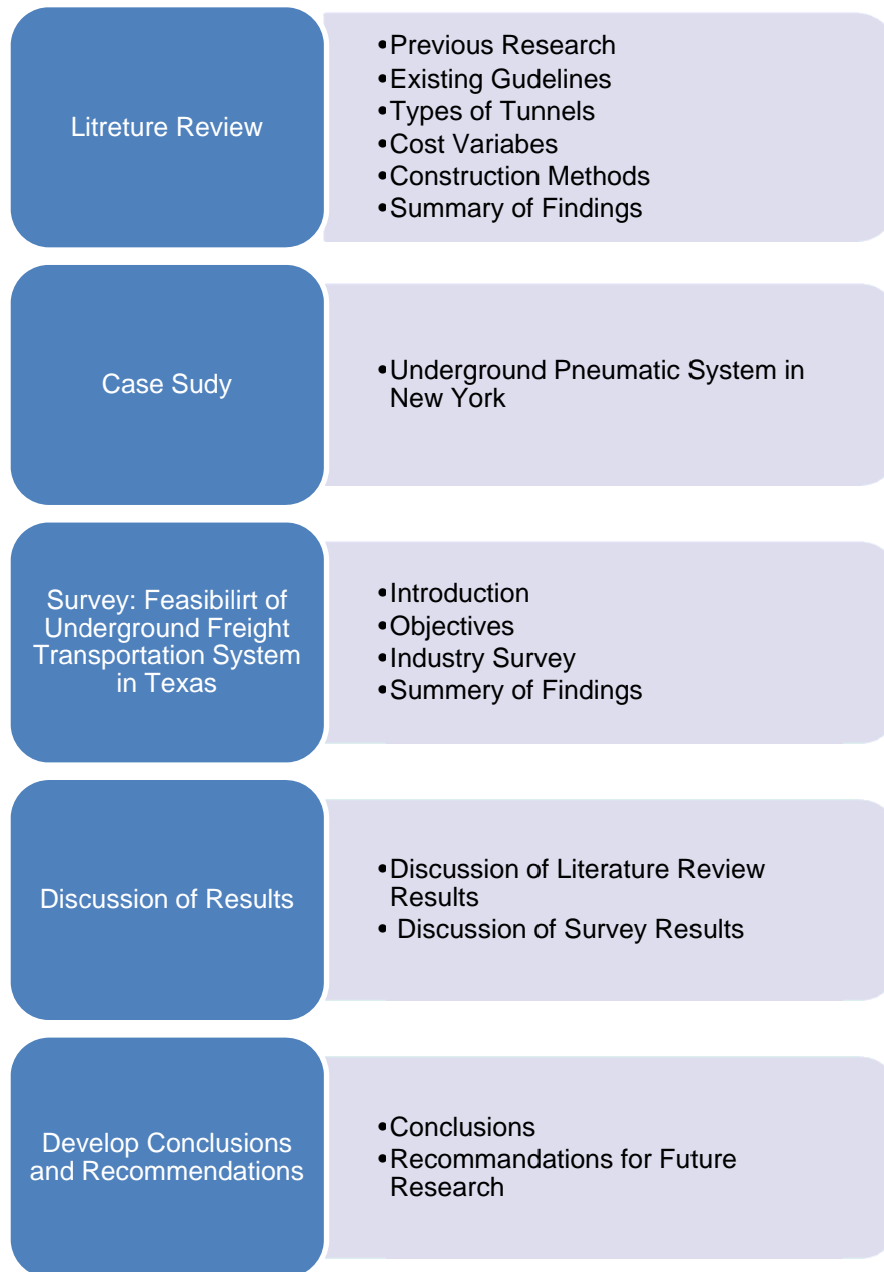 Litreture Review
•Previous Research
•Existing Gudelines
•Types of Tunnels
•Cost Variabes
•Construction Methods
•Summary of Findings
Case Sudy
•Underground Pneumatic System in
New York
Survey: Feasibilirt of
Underground Freight
Transportation System
in Texas
•Introduction
•Objectives
•Industry Survey
•Summery of Findings
Discussion of Results
•Discussion of Literature Review
Results
• Discussion of Survey Results
Develop Conclusions
and Recommendations
•Conclusions
•Recommandations for Future
Research